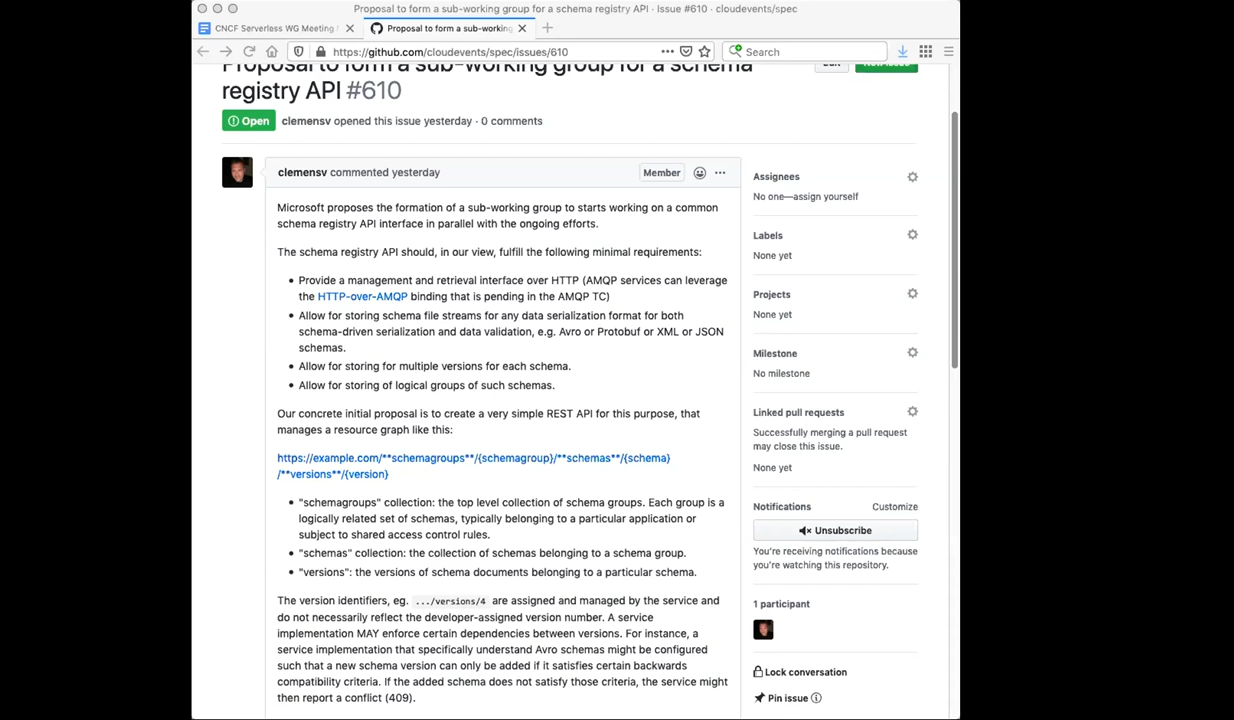 Proposal to form a sub-working group for a schema registry API · Issue #610 · cloudevents/spec
CNCF Serverless WG Meeting
Proposal to form a sub-working
https://github.com/cloudevents/spec/issues/610
Search
Proposal to form a sub-working group for a schema
registry API #610
Open
clemensv opened this issue yesterday · 0 comments
clemensv commented yesterday
Member
Microsoft proposes the formation of a sub-working group to starts working on a common
schema registry API interface in parallel with the ongoing efforts.
The schema registry API should, in our view, fulfill the following minimal requirements:
• Provide a management and retrieval interface over HTTP (AMQP services can leverage
the HTTP-over-AMQP binding that is pending in the AMQP TC)
• Allow for storing schema file streams for any data serialization format for both
schema-driven serialization and data validation, e.g. Avro or Protobuf or XML or JSON
schemas.
• Allow for storing for multiple versions for each schema.
• Allow for storing of logical groups of such schemas.
Our concrete initial proposal is to create a very simple REST API for this purpose, that
manages a resource graph like this:
https://example.com/**schemagroups**/{schemagroup}/**schemas**/{schema}
/**versions**/{version}
• "schemagroups" collection: the top level collection of schema groups. Each group is a
logically related set of schemas, typically belonging to a particular application or
subject to shared access control rules.
• "schemas" collection: the collection of schemas belonging to a schema group.
• "versions": the versions of schema documents belonging to a particular schema.
The version identifiers, eg. .../versions/4 are assigned and managed by the service and
do not necessarily reflect the developer-assigned version number. A service
implementation MAY enforce certain dependencies between versions. For instance, a
service implementation that specifically understand Avro schemas might be configured
such that a new schema version can only be added if it satisfies certain backwards
compatibility criteria. If the added schema does not satisfy those criteria, the service might
then report a conflict (409).
Assignees
No one—assign yourself
Labels
None yet
Projects
None yet
Milestone
No milestone
Linked pull requests
Successfully merging a pull request
may close this issue.
None yet
Notifications
Customize
Unsubscribe
You're receiving notifications because
you're watching this repository.
1 participant
Lock conversation
Pin issue